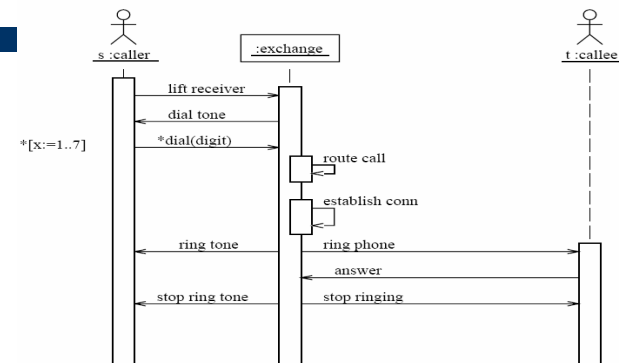 s :caller
:exchange
t :callee
lift receiver
dial tone
*[x:=1..7]
*dial(digit)
route call
establish conn
ring tone
ring phone
answer
stop ring tone
stop ringing